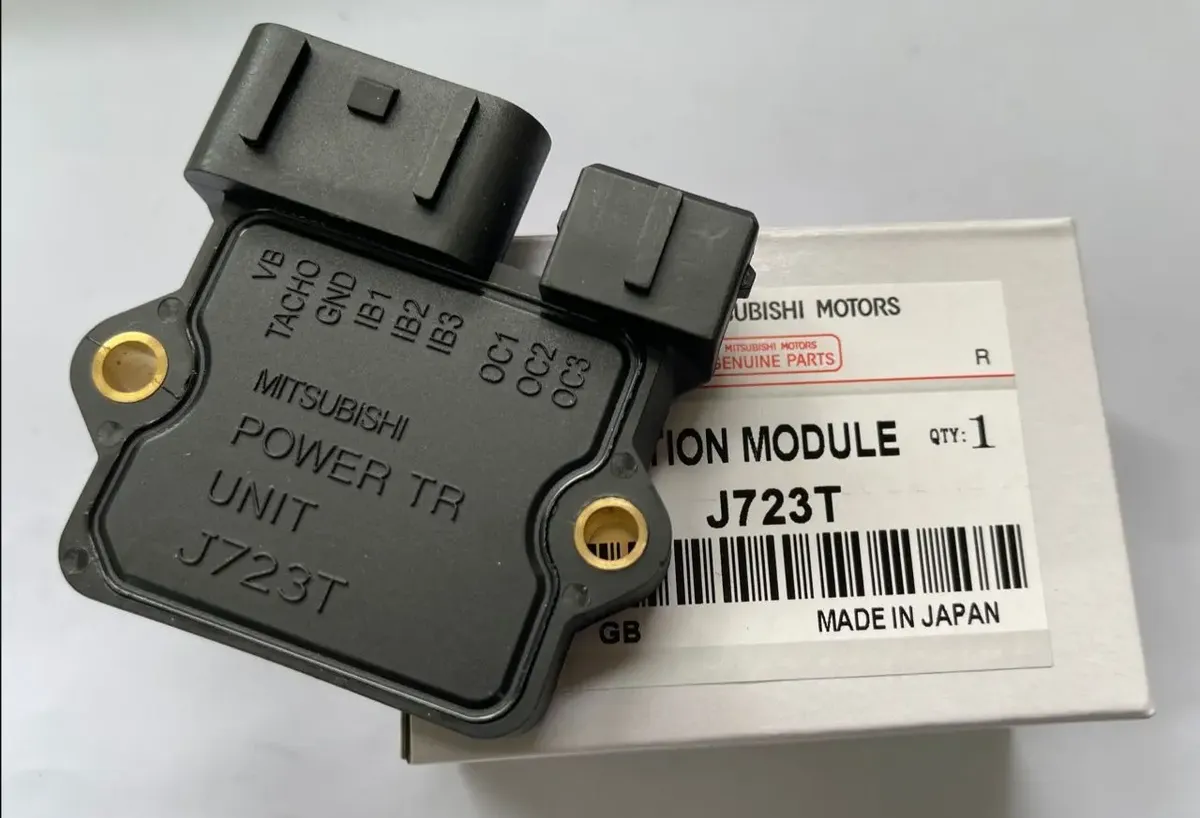 VB
TACHO
GND
IB1
IB2
IB3
OC1
OC2
OC3
MITSUBISHI
POWER TR
UNIT
J723T
UBISHI MOTORS
MITSUBISHI MOTORS
GENUINE PARTS
R
TION MODULE QTY: 1
J723T
GB
MADE IN JAPAN